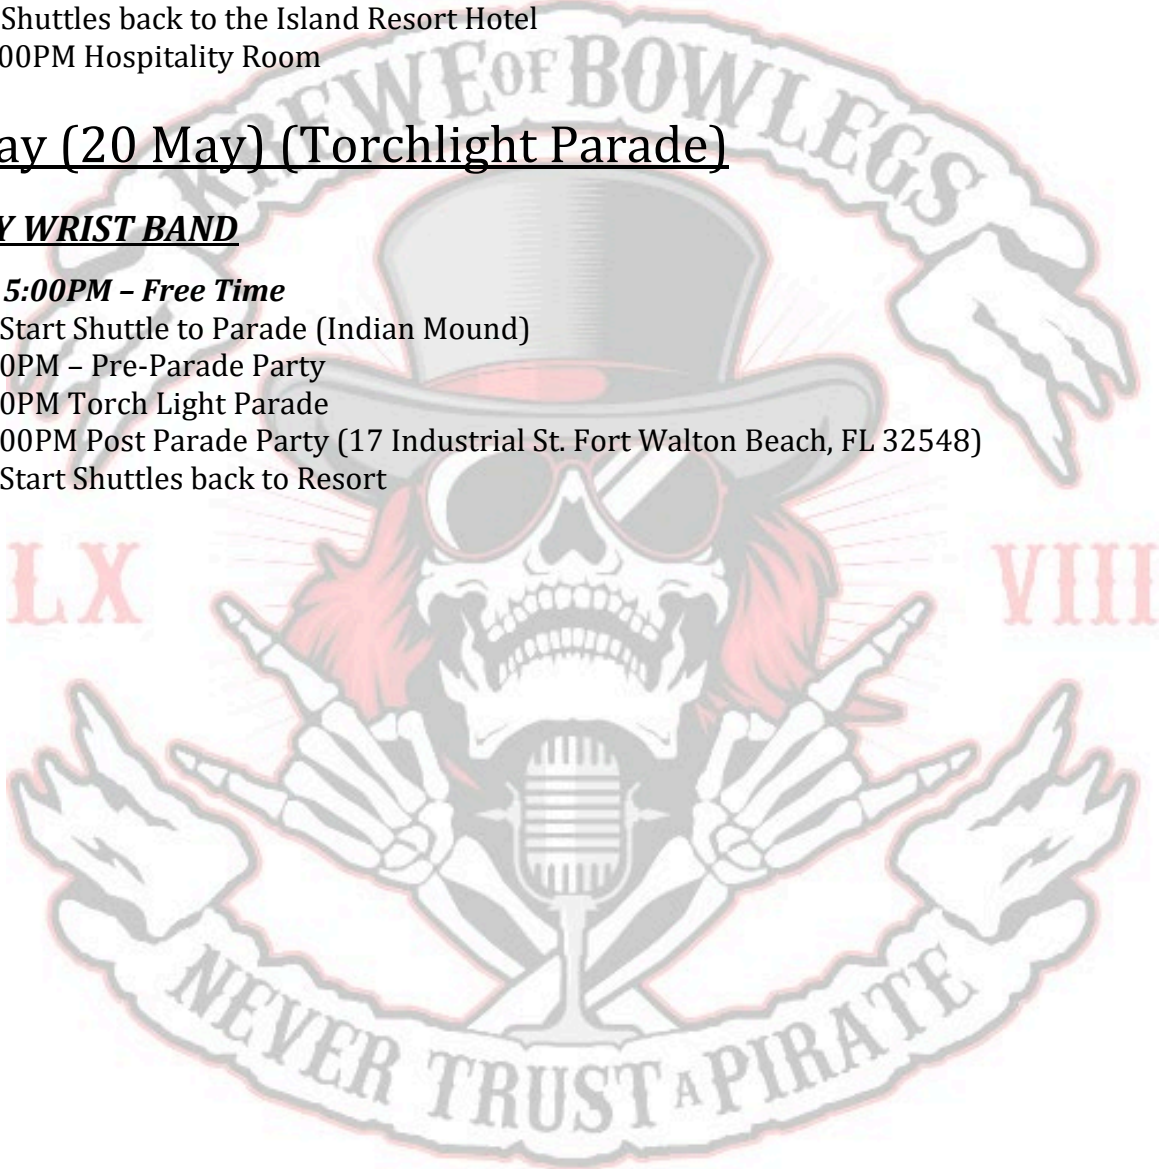 Shuttles back to the Island Resort Hotel
00PM Hospitality Room
KREWE OF BOWLEGS
ay (20 May) (Torchlight Parade)
Y WRIST BAND
5:00PM – Free Time
Start Shuttle to Parade (Indian Mound)
0PM – Pre-Parade Party
0PM Torch Light Parade
00PM Post Parade Party (17 Industrial St. Fort Walton Beach, FL 32548)
Start Shuttles back to Resort
LX VIII
NEVER TRUST A PIRATE